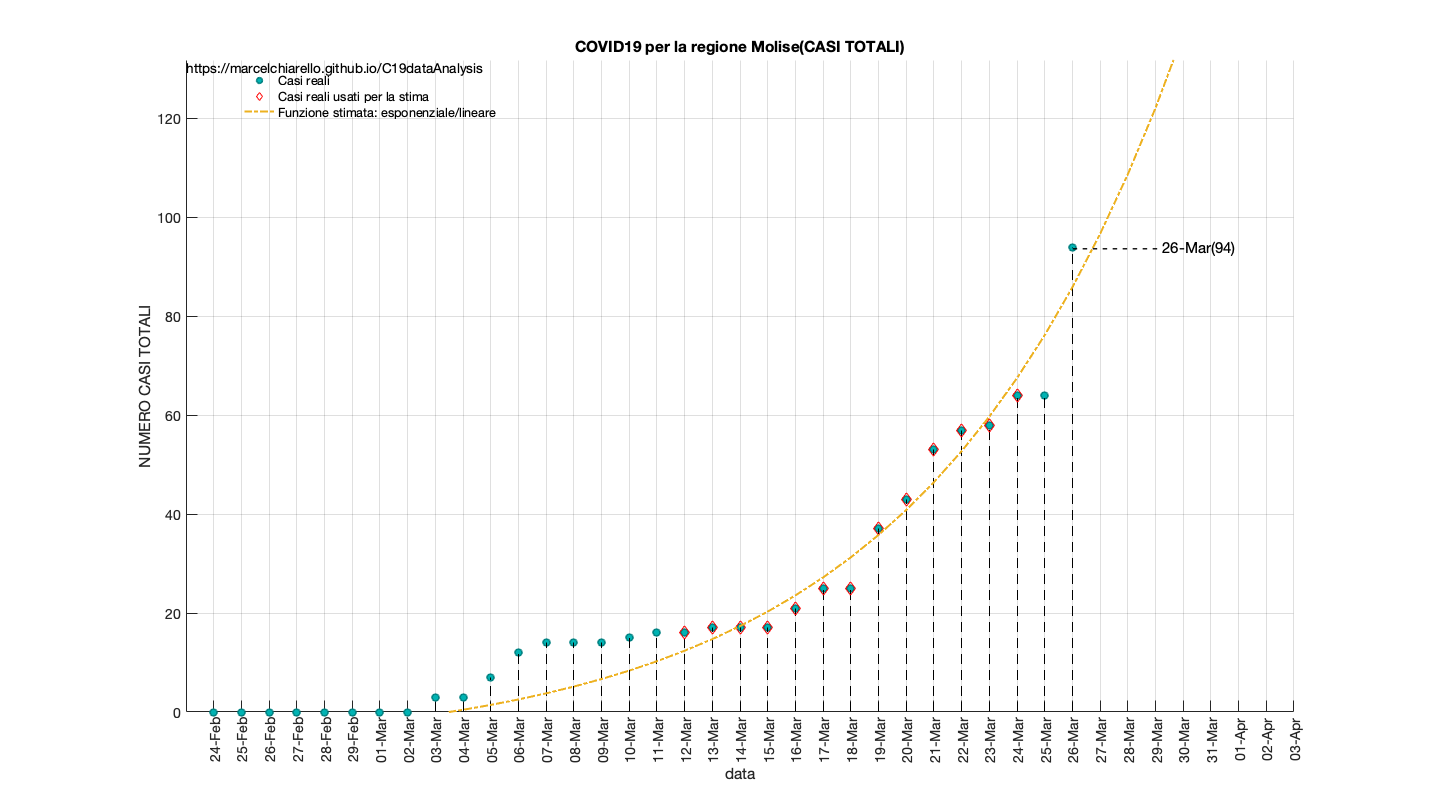 COVID19 per la regione Molise(CASI TOTALI)
https://marcelchiarello.github.io/C19dataAnalysis
Casi reali
Casi reali usati per la stima
Funzione stimata: esponenziale/lineare
120
100
80
60
40
20
0
NUMERO CASI TOTALI
26-Mar(94)
24-Feb
25-Feb
26-Feb
27-Feb
28-Feb
29-Feb
01-Mar
02-Mar
03-Mar
04-Mar
05-Mar
06-Mar
07-Mar
08-Mar
09-Mar
10-Mar
11-Mar
12-Mar
13-Mar
14-Mar
15-Mar
16-Mar
17-Mar
18-Mar
19-Mar
20-Mar
21-Mar
22-Mar
23-Mar
24-Mar
25-Mar
26-Mar
27-Mar
28-Mar
29-Mar
30-Mar
31-Mar
01-Apr
02-Apr
03-Apr
data